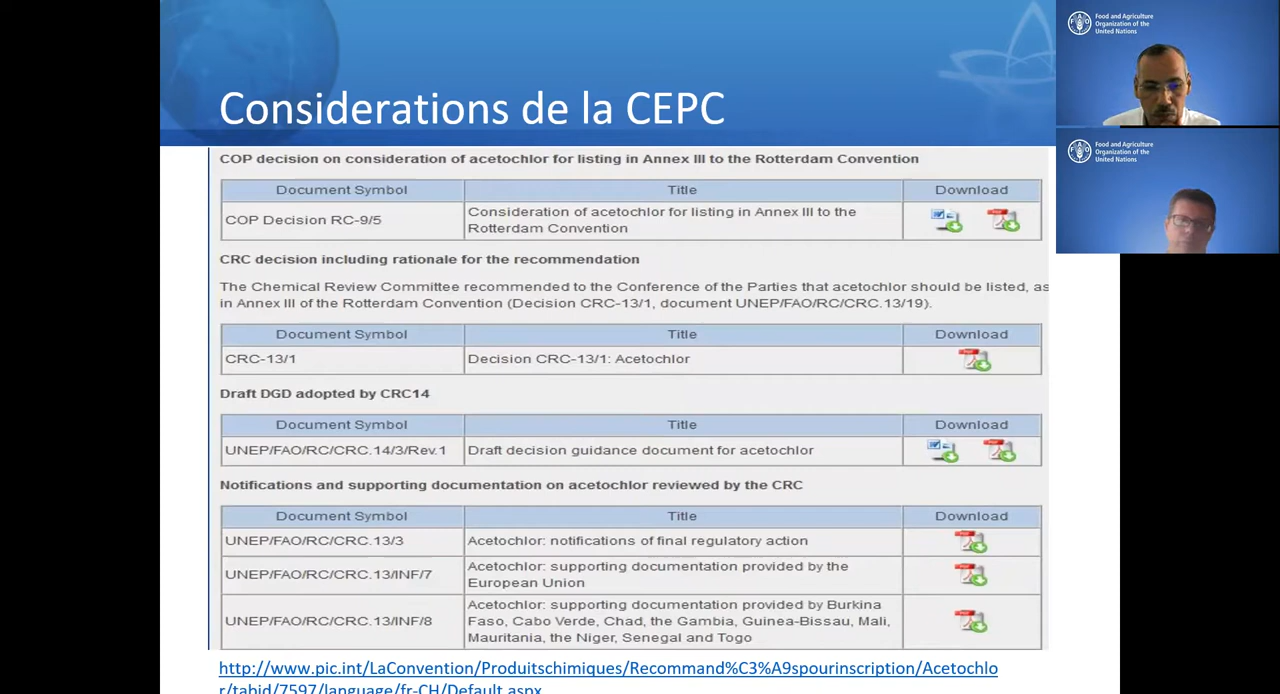 Considerations de la CEPC
COP decision on consideration of acetochlor for listing in Annex III to the Rotterdam Convention
Document Symbol Title Download
COP Decision RC-9/5
Consideration of acetochlor for listing in Annex III to the
Rotterdam Convention
CRC decision including rationale for the recommendation
The Chemical Review Committee recommended to the Conference of the Parties that acetochlor should be listed, as
in Annex III of the Rotterdam Convention (Decision CRC-13/1, document UNEP/FAO/RC/CRC.13/19).
Document Symbol Title Download
CRC-13/1 Decision CRC-13/1: Acetochlor
Draft DGD adopted by CRC14
Document Symbol Title Download
UNEP/FAO/RC/CRC.14/3/Rev.1 Draft decision guidance document for acetochlor
Notifications and supporting documentation on acetochlor reviewed by the CRC
Document Symbol Title Download
UNEP/FAO/RC/CRC.13/3 Acetochlor: notifications of final regulatory action
UNEP/FAO/RC/CRC.13/INF/7
Acetochlor: supporting documentation provided by the
European Union
UNEP/FAO/RC/CRC.13/INF/8
Acetochlor: supporting documentation provided by Burkina
Faso, Cabo Verde, Chad, the Gambia, Guinea-Bissau, Mali,
Mauritania, the Niger, Senegal and Togo
http://www.pic.int/LaConvention/Produitschimiques/Recommand%C3%A9spourinscription/Acetochlo
r/tabid/7597/language/fr-CH/Default.aspx
Food and Agriculture
Organization of the
United Nations
Food and Agriculture
Organization of the
United Nations